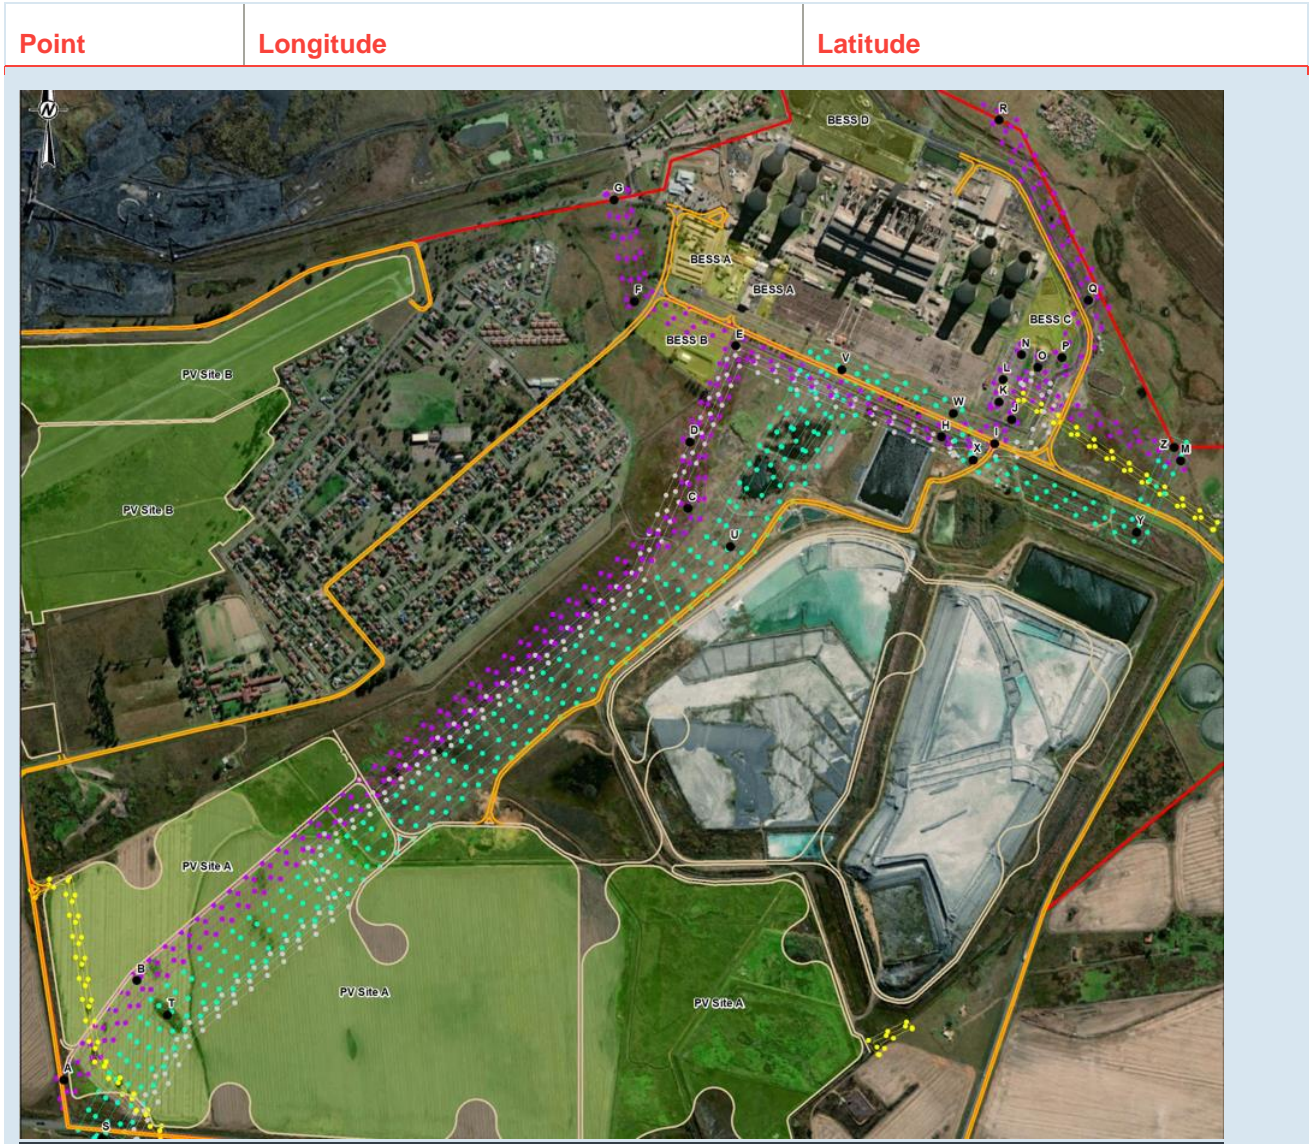 Point Longitude Latitude
N
BESS D
R
G
BESS A
BESS A
F
Q
BESS C
E
BESS B
N
P
V
O
L
PV Site B
K
W
J
D
H
I
X
Z
M
C
PV Site B
Y
U
PV Site A
B
PV Site A
T
PV Site A
A
S